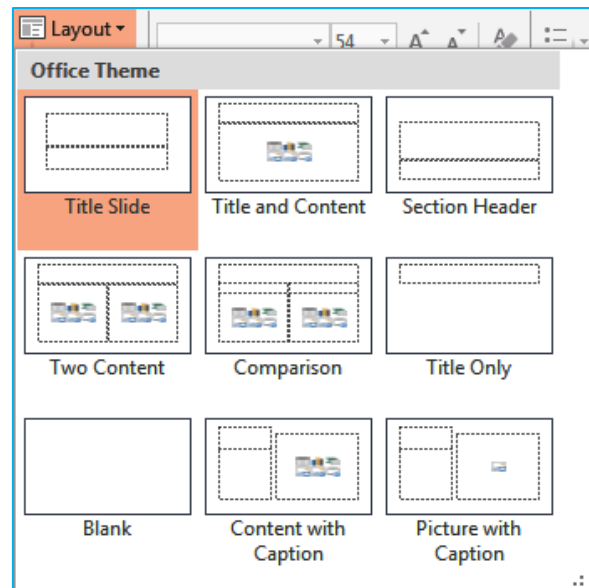 Layout
54 A A A
Office Theme
Title Slide Title and Content Section Header
Two Content Comparison Title Only
Blank Content with Caption Picture with Caption